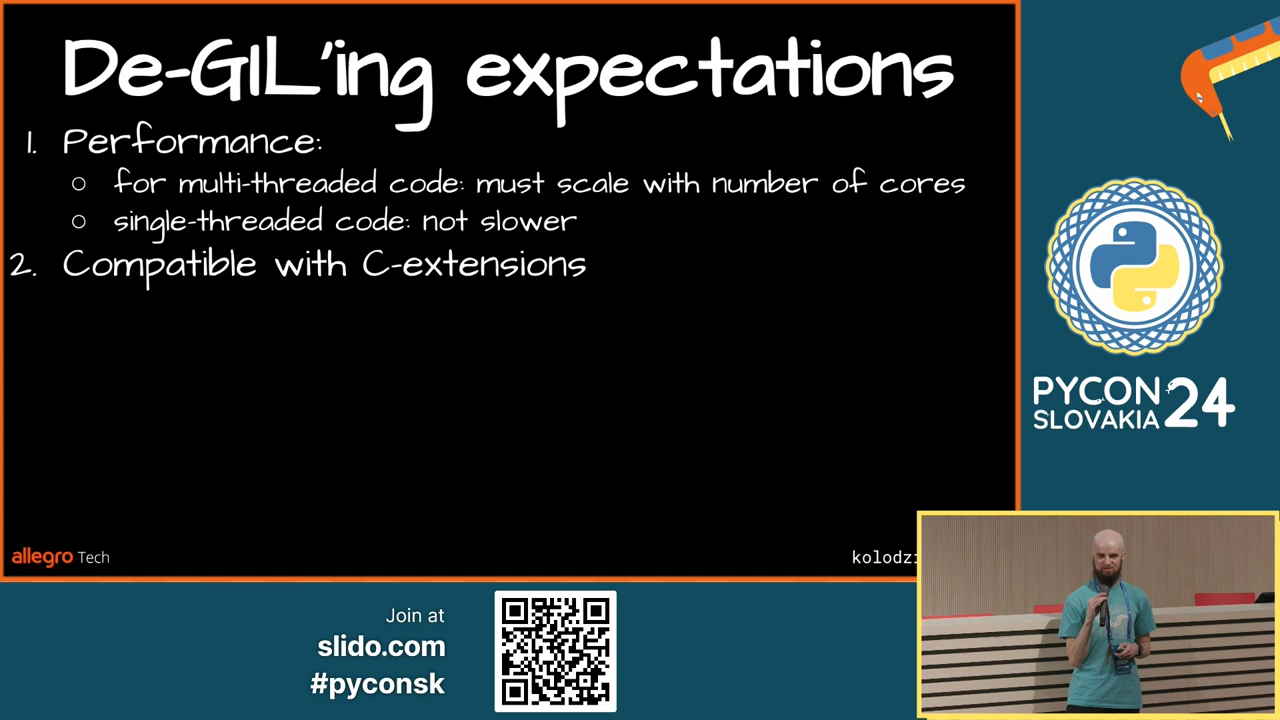 De-GIL'ing expectations
1. Performance:
○ for multi-threaded code: must scale with number of cores
○ single-threaded code: not slower
2. Compatible with C-extensions
allegro Tech
kolodzi
PYCON
SLOVAKIA
24
Join at
slido.com
#pyconsk